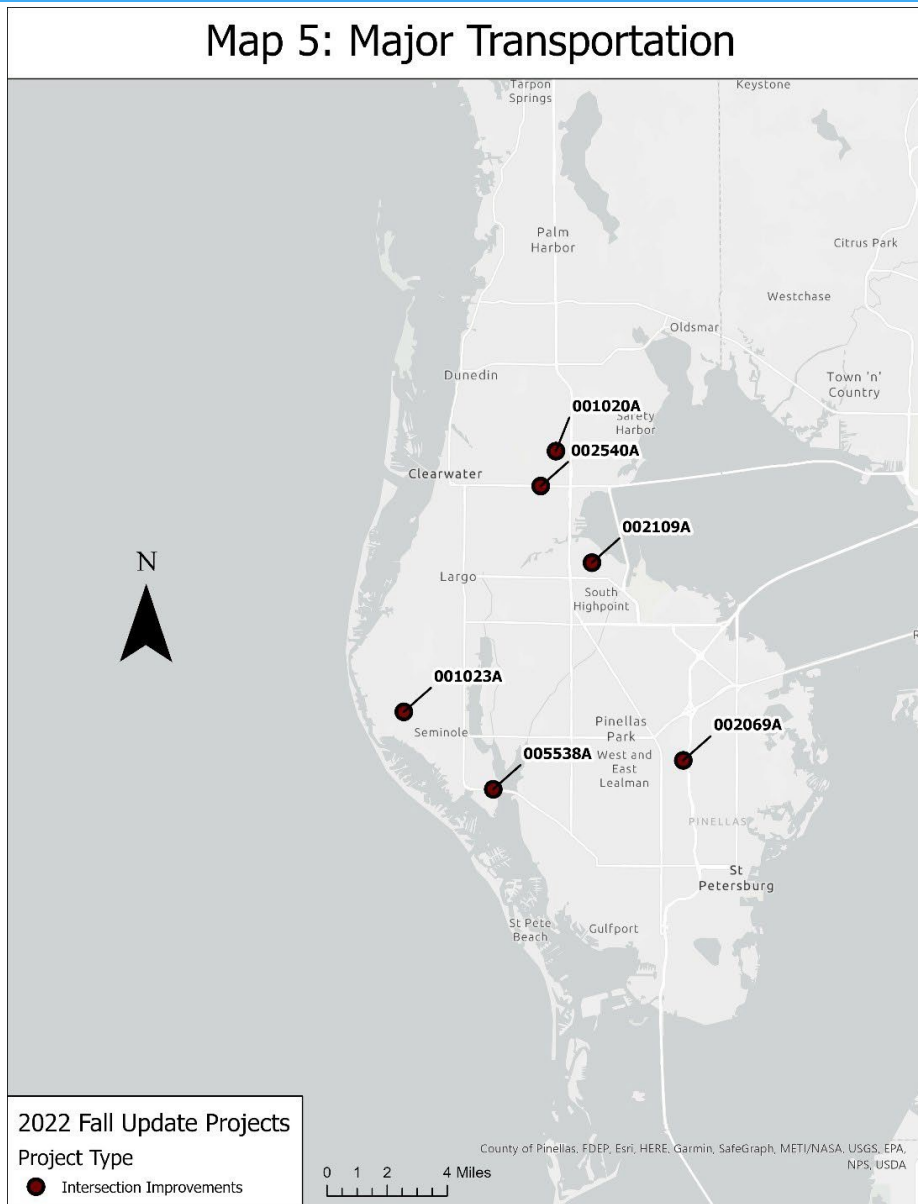 Map 5: Major Transportation
Tarpon
Springs
Keystone
Palm
Harbor
Citrus Park
Westchase
Oldsmar
Dunedin
Town 'n'
Country
001020A
Safety
Harbor
002540A
Clearwater
002109A
N
Largo
South
Highpoint
001023A
Seminole
Pinellas
Park
002069A
005538A
West and
East
Lealman
PINELLAS
St
Petersburg
St Pete
Beach
Gulfport
2022 Fall Update Projects
Project Type
Intersection Improvements
0 1 2 4 Miles
County of Pinellas, FDEP, Esri, HERE, Garmin, SafeGraph, METI/NASA, USGS, EPA,
NPS, USDA